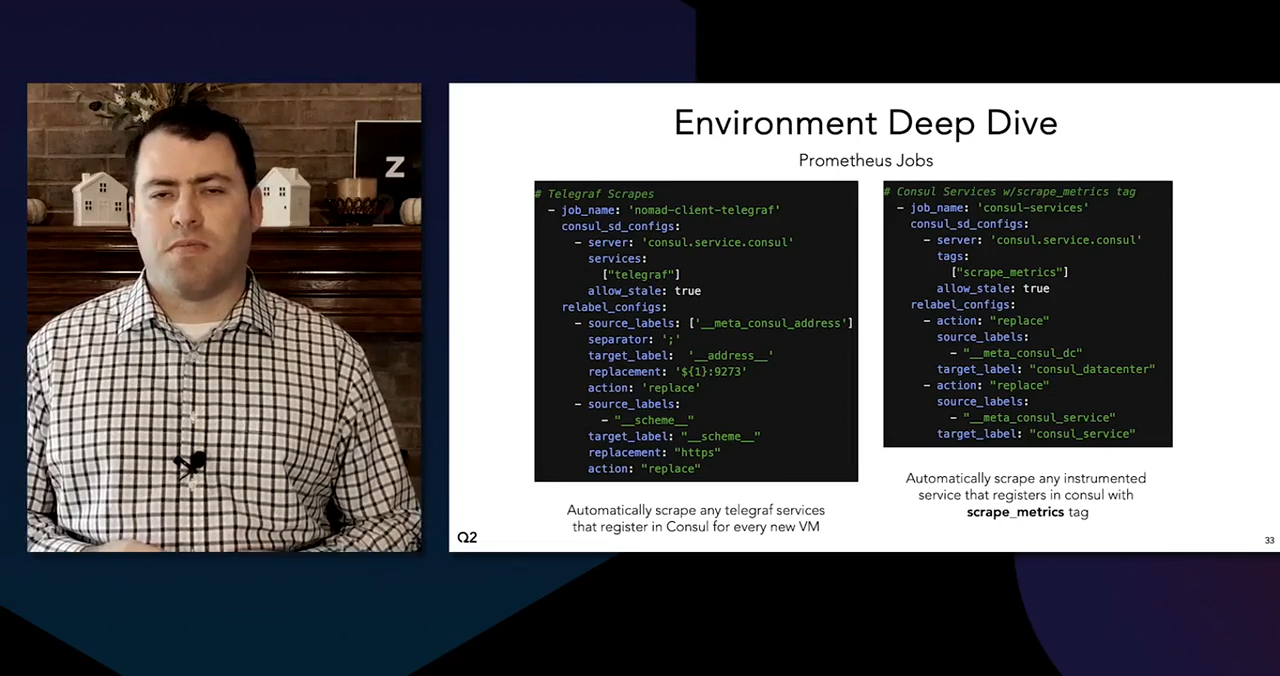 Z
Environment Deep Dive
Prometheus Jobs
# Telegraf Scrapes
- job_name: 'nomad-client-telegraf'
consul_sd_configs:
- server: 'consul.service.consul'
services:
["telegraf"]
allow_stale: true
relabel_configs:
- source_labels: ['__meta_consul_address']
separator: ';'
target_label: '__address__'
replacement: '${1}:9273'
action: 'replace'
- source_labels:
- "__scheme__"
target_label: "__scheme__"
replacement: "https"
action: "replace"
Automatically scrape any telegraf services
that register in Consul for every new VM
# Consul Services w/scrape_metrics tag
- job_name: 'consul-services'
consul_sd_configs:
- server: 'consul.service.consul'
tags:
["scrape_metrics"]
allow_stale: true
relabel_configs:
- action: "replace"
source_labels:
- "__meta_consul_dc"
target_label: "consul_datacenter"
- action: "replace"
source_labels:
- "__meta_consul_service"
target_label: "consul_service"
Automatically scrape any instrumented
service that registers in consul with
scrape_metrics tag
Q2
33